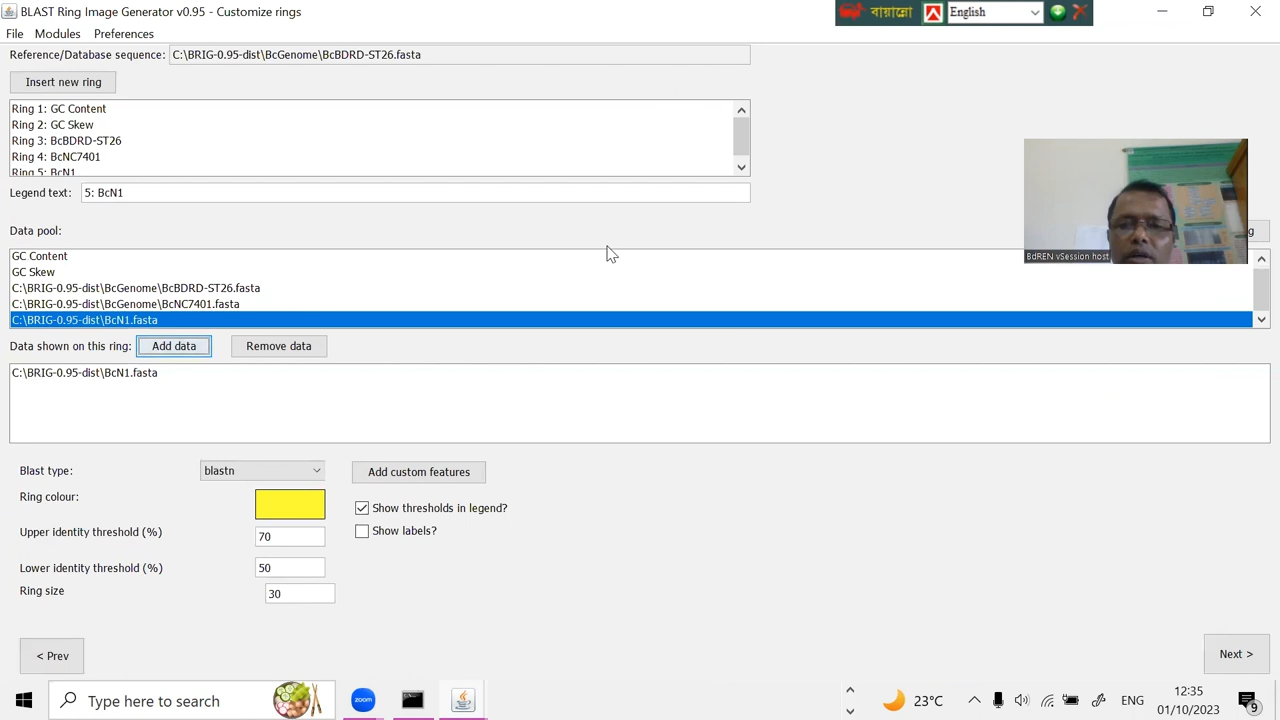 BLAST Ring Image Generator v0.95 - Customize rings
বায়ান্নো
English
File Modules Preferences
Reference/Database sequence: C:\BRIG-0.95-dist\BcGenome\BcBDRD-ST26.fasta
Insert new ring
Ring 1: GC Content
Ring 2: GC Skew
Ring 3: BcBDRD-ST26
Ring 4: BcNC7401
Ring 5: BcN1
Legend text: 5: BcN1
Data pool:
BdREN vSession host
GC Content
GC Skew
C:\BRIG-0.95-dist\BcGenome\BcBDRD-ST26.fasta
C:\BRIG-0.95-dist\BcGenome\BcNC7401.fasta
C:\BRIG-0.95-dist\BcN1.fasta
Data shown on this ring: Add data Remove data
C:\BRIG-0.95-dist\BcN1.fasta
Blast type: blastn Add custom features
Ring colour:
Show thresholds in legend?
Upper identity threshold (%) 70
Show labels?
Lower identity threshold (%) 50
Ring size 30
< Prev
Next >
Type here to search
zoom
23°C
ENG
12:35
01/10/2023
9